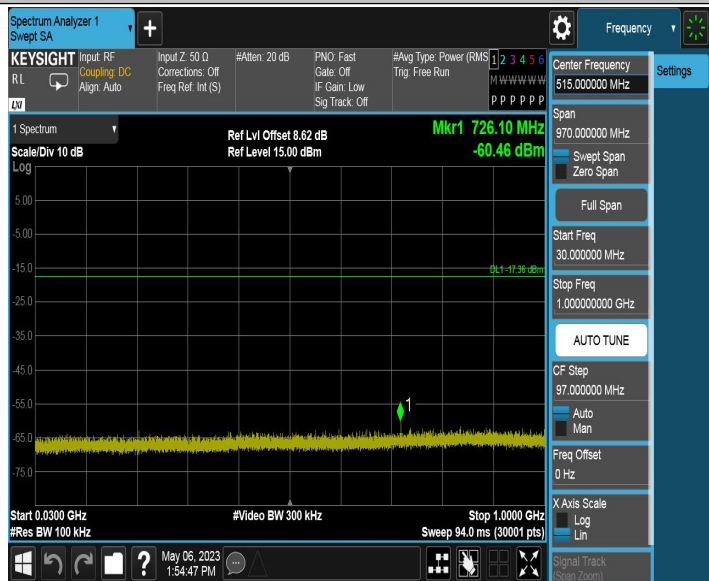 Spectrum Analyzer 1
Swept SA
+
Frequency
KEYSIGHT
Input: RF
Input Z: 50 Ω
#Atten: 20 dB
PNO: Fast
#Avg Type: Power (RMS
1 2 3 4 5 6
RL
Coupling: DC
Corrections: Off
Gate: Off
Trig: Free Run
M W W W W W
Align: Auto
Freq Ref: Int (S)
IF Gain: Low
Sig Track: Off
P P P P P P
LXI
1 Spectrum
Ref Lvl Offset 8.62 dB
Mkr1 726.10 MHz
Scale/Div 10 dB
Ref Level 15.00 dBm
-60.46 dBm
Log
5.00
-5.00
-15.0
DL1 -17.36 dBm
-25.0
-35.0
-45.0
-55.0
1
-65.0
-75.0
Start 0.0300 GHz
#Video BW 300 kHz
Stop 1.0000 GHz
#Res BW 100 kHz
Sweep 94.0 ms (30001 pts)
Center Frequency
515.000000 MHz
Settings
Span
970.000000 MHz
Swept Span
Zero Span
Full Span
Start Freq
30.000000 MHz
Stop Freq
1.000000000 GHz
AUTO TUNE
CF Step
97.000000 MHz
Auto
Man
Freq Offset
0 Hz
X Axis Scale
Log
Lin
Signal Track
(Span Zoom)
?
May 06, 2023
1:54:47 PM